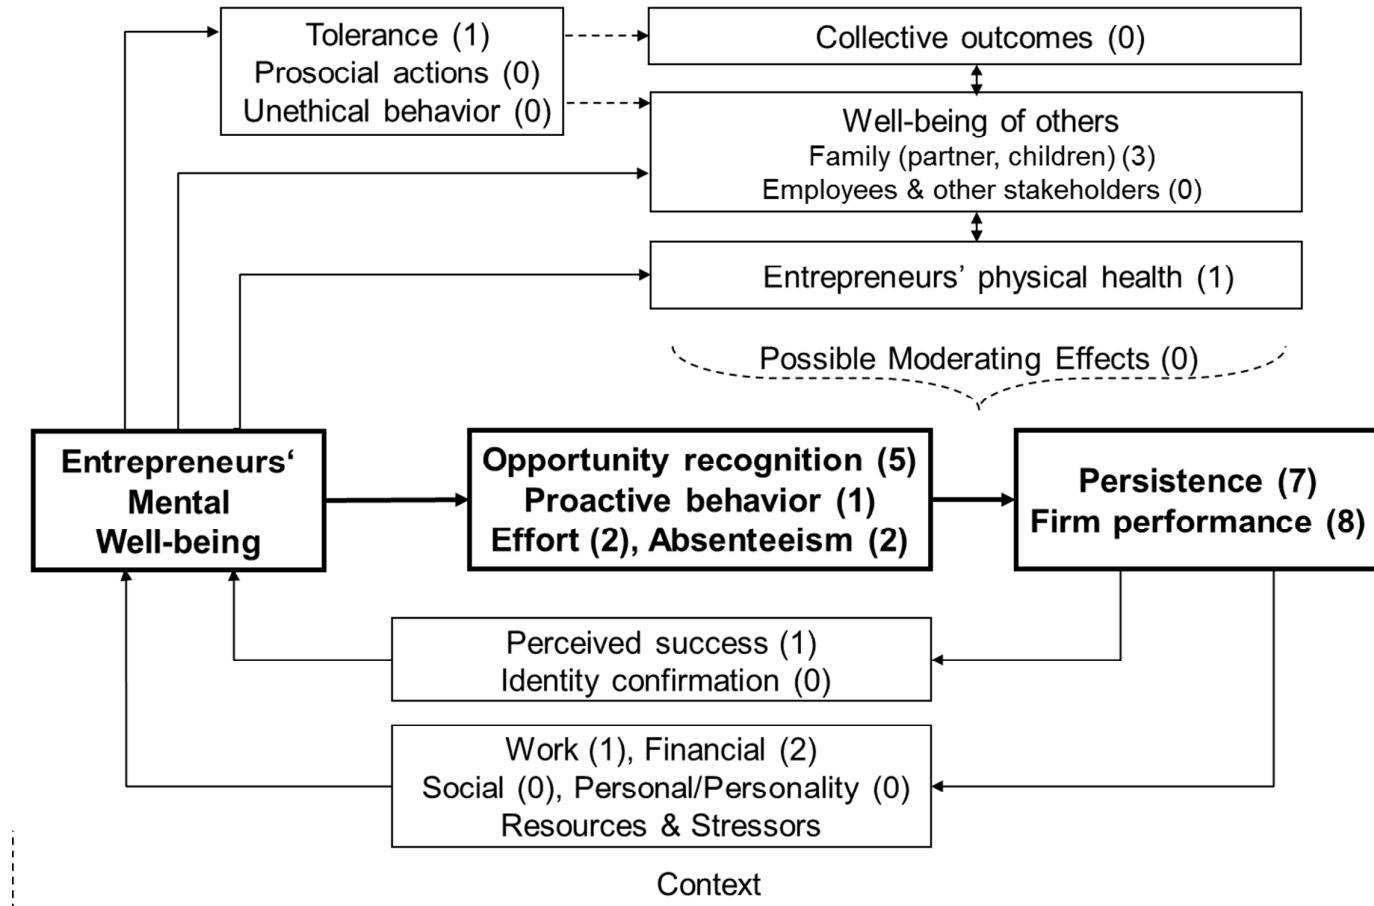 Tolerance (1)
Prosocial actions (0)
Unethical behavior (0)
Collective outcomes (0)
Well-being of others
Family (partner, children) (3)
Employees & other stakeholders (0)
Entrepreneurs’ physical health (1)
Possible Moderating Effects (0)
Entrepreneurs‘
Mental
Well-being
Opportunity recognition (5)
Proactive behavior (1)
Effort (2), Absenteeism (2)
Persistence (7)
Firm performance (8)
Perceived success (1)
Identity confirmation (0)
Work (1), Financial (2)
Social (0), Personal/Personality (0)
Resources & Stressors
Context